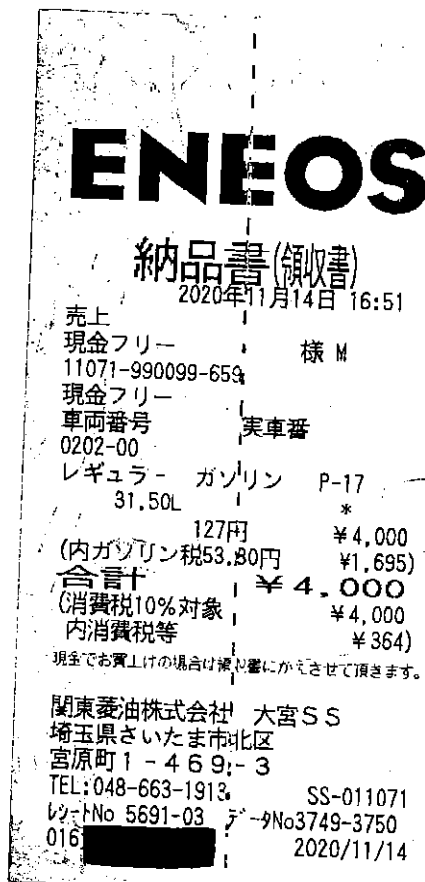 ENEOS
納品書(領収書)
2020年11月14日 16:51
売上
現金フリー 様 M
11071-990099-659
現金フリー
車両番号 実車番
0202-00
レギュラー ガソリン P-17
31.50L *
127円 ¥4,000
(内ガソリン税53.80円 ¥1,695)
合計 ¥4,000
(消費税10%対象 ¥4,000
内消費税等 ¥364)
現金でお買上げの場合は領収書にかえさせて頂きます。
関東菱油株式会社 大宮SS
埼玉県さいたま市北区
宮原町1-469-3
TEL:048-663-1913 SS-011071
レシートNo 5691-03 データNo3749-3750
016 2020/11/14